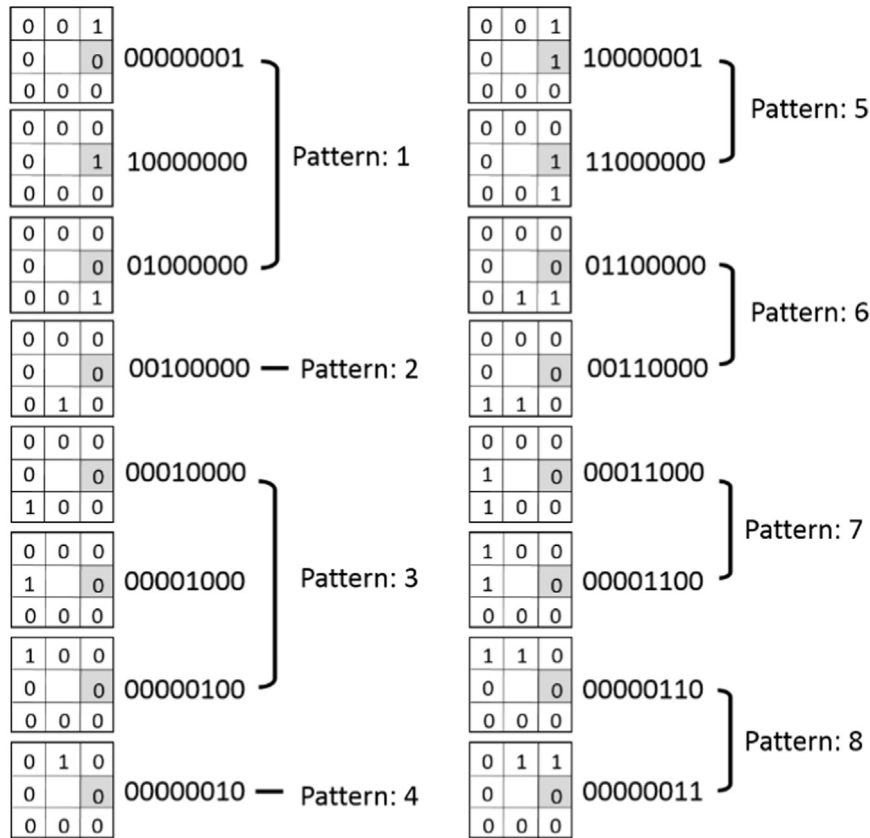 0 0 1
0 0 00000001
0 0 0
0 0 0
0 1 10000000
0 0 0
Pattern: 1
0 0 0
0 0 01000000
0 0 1
0 0 0
0 0 00100000
0 1 0
Pattern: 2
0 0 0
0 0 00010000
1 0 0
0 0 0
1 0 00001000
0 0 0
Pattern: 3
1 0 0
0 0 00000100
0 0 0
0 1 0
0 0 00000010
0 0 0
Pattern: 4
0 0 1
0 1 10000001
0 0 0
Pattern: 5
0 0 0
0 1 11000000
0 0 1
0 0 0
0 0 01100000
0 1 1
Pattern: 6
0 0 0
0 0 00110000
1 1 0
0 0 0
1 0 00011000
1 0 0
Pattern: 7
1 0 0
1 0 00001100
0 0 0
1 1 0
0 0 00000110
0 0 0
Pattern: 8
0 1 1
0 0 00000011
0 0 0